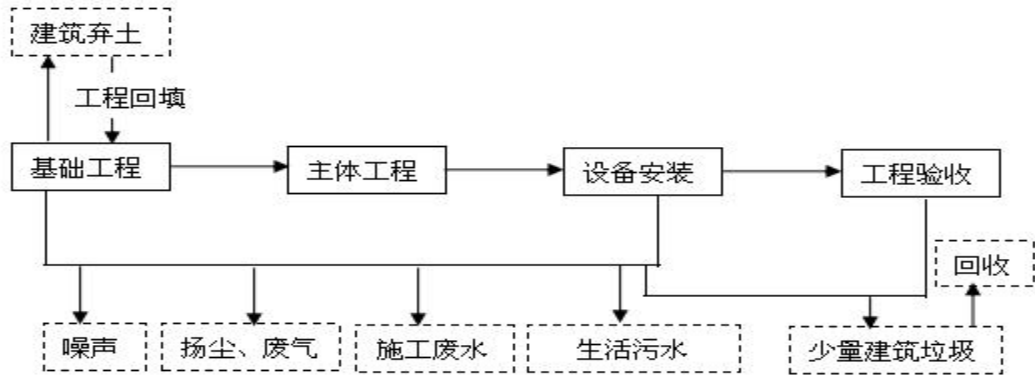 建筑弃土
工程回填
基础工程
主体工程
设备安装
工程验收
回收
噪声
扬尘、废气
施工废水
生活污水
少量建筑垃圾